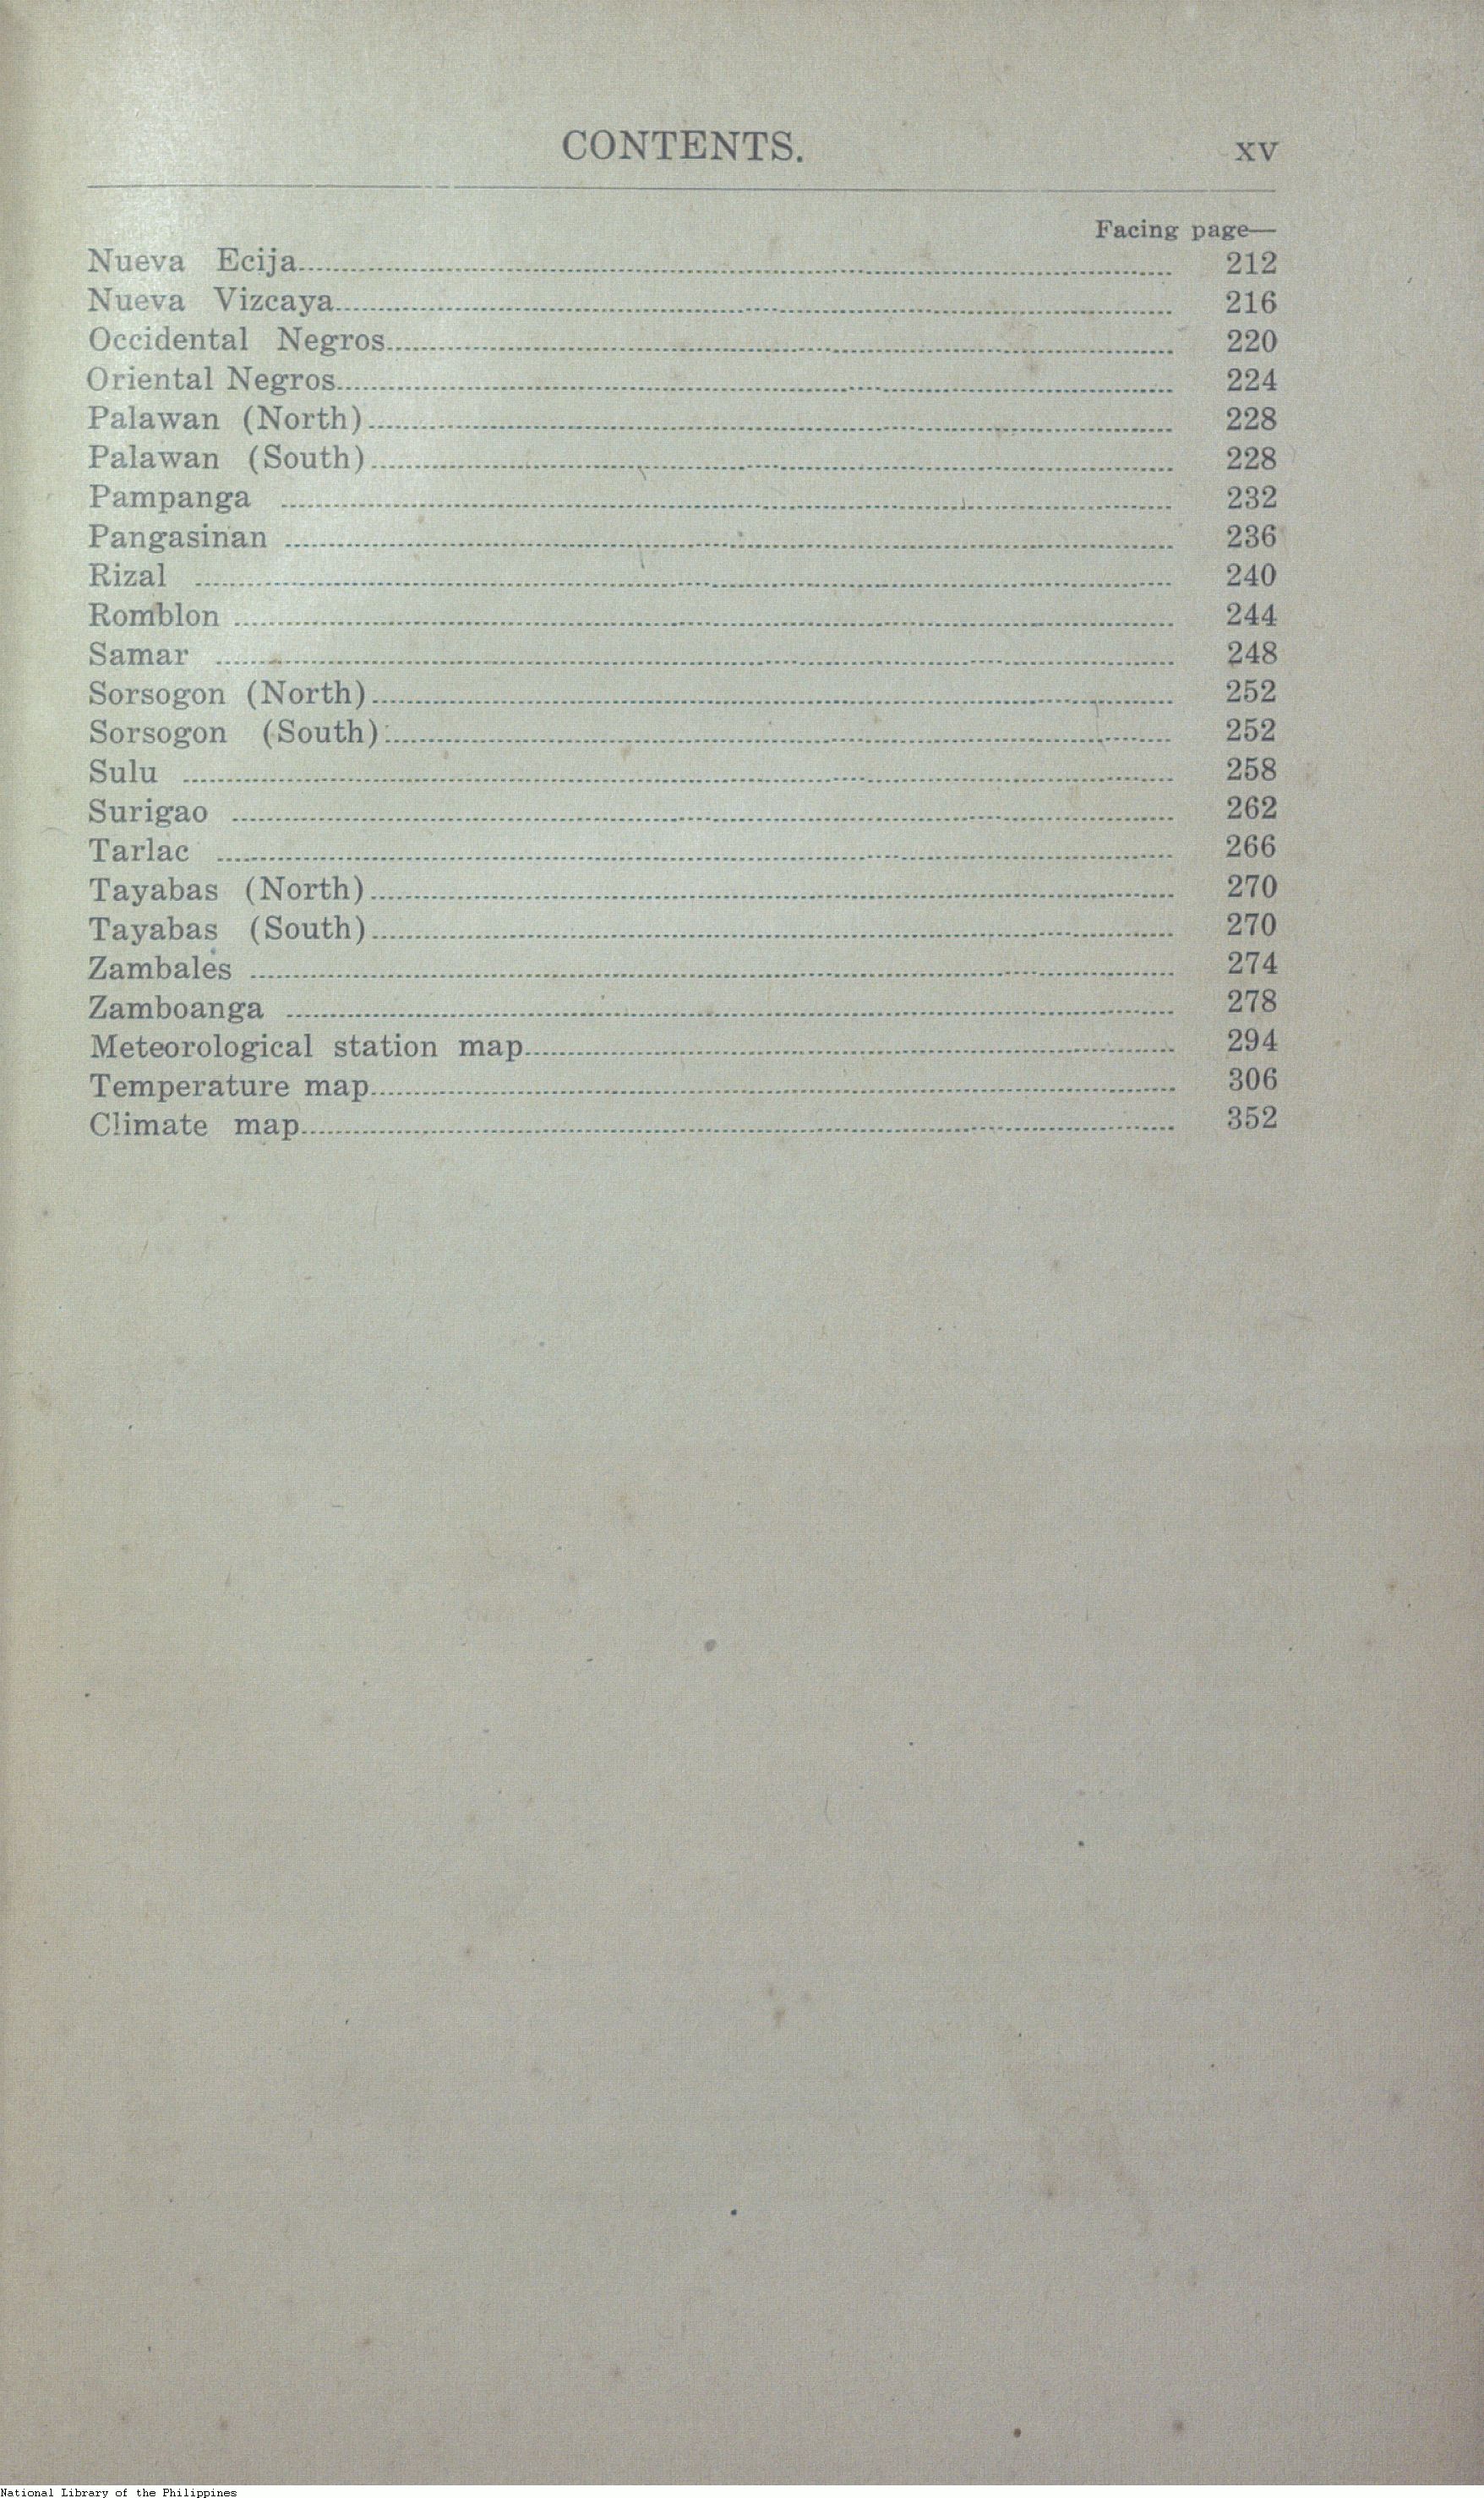 CONTENTS. XV
Facing page—
Nueva Ecija 212
Nueva Vizcaya 216
Occidental Negros 220
Oriental Negros 224
Palawan (North) 228
Palawan (South) 228
Pampanga 232
Pangasinan 236
Rizal 240
Romblon 244
Samar 248
Sorsogon (North) 252
Sorsogon (South) 252
Sulu 258
Surigao 262
Tarlac 266
Tayabas (North) 270
Tayabas (South) 270
Zambales 274
Zamboanga 278
Meteorological station map 294
Temperature map 306
Climate map 352
National Library of the Philippines